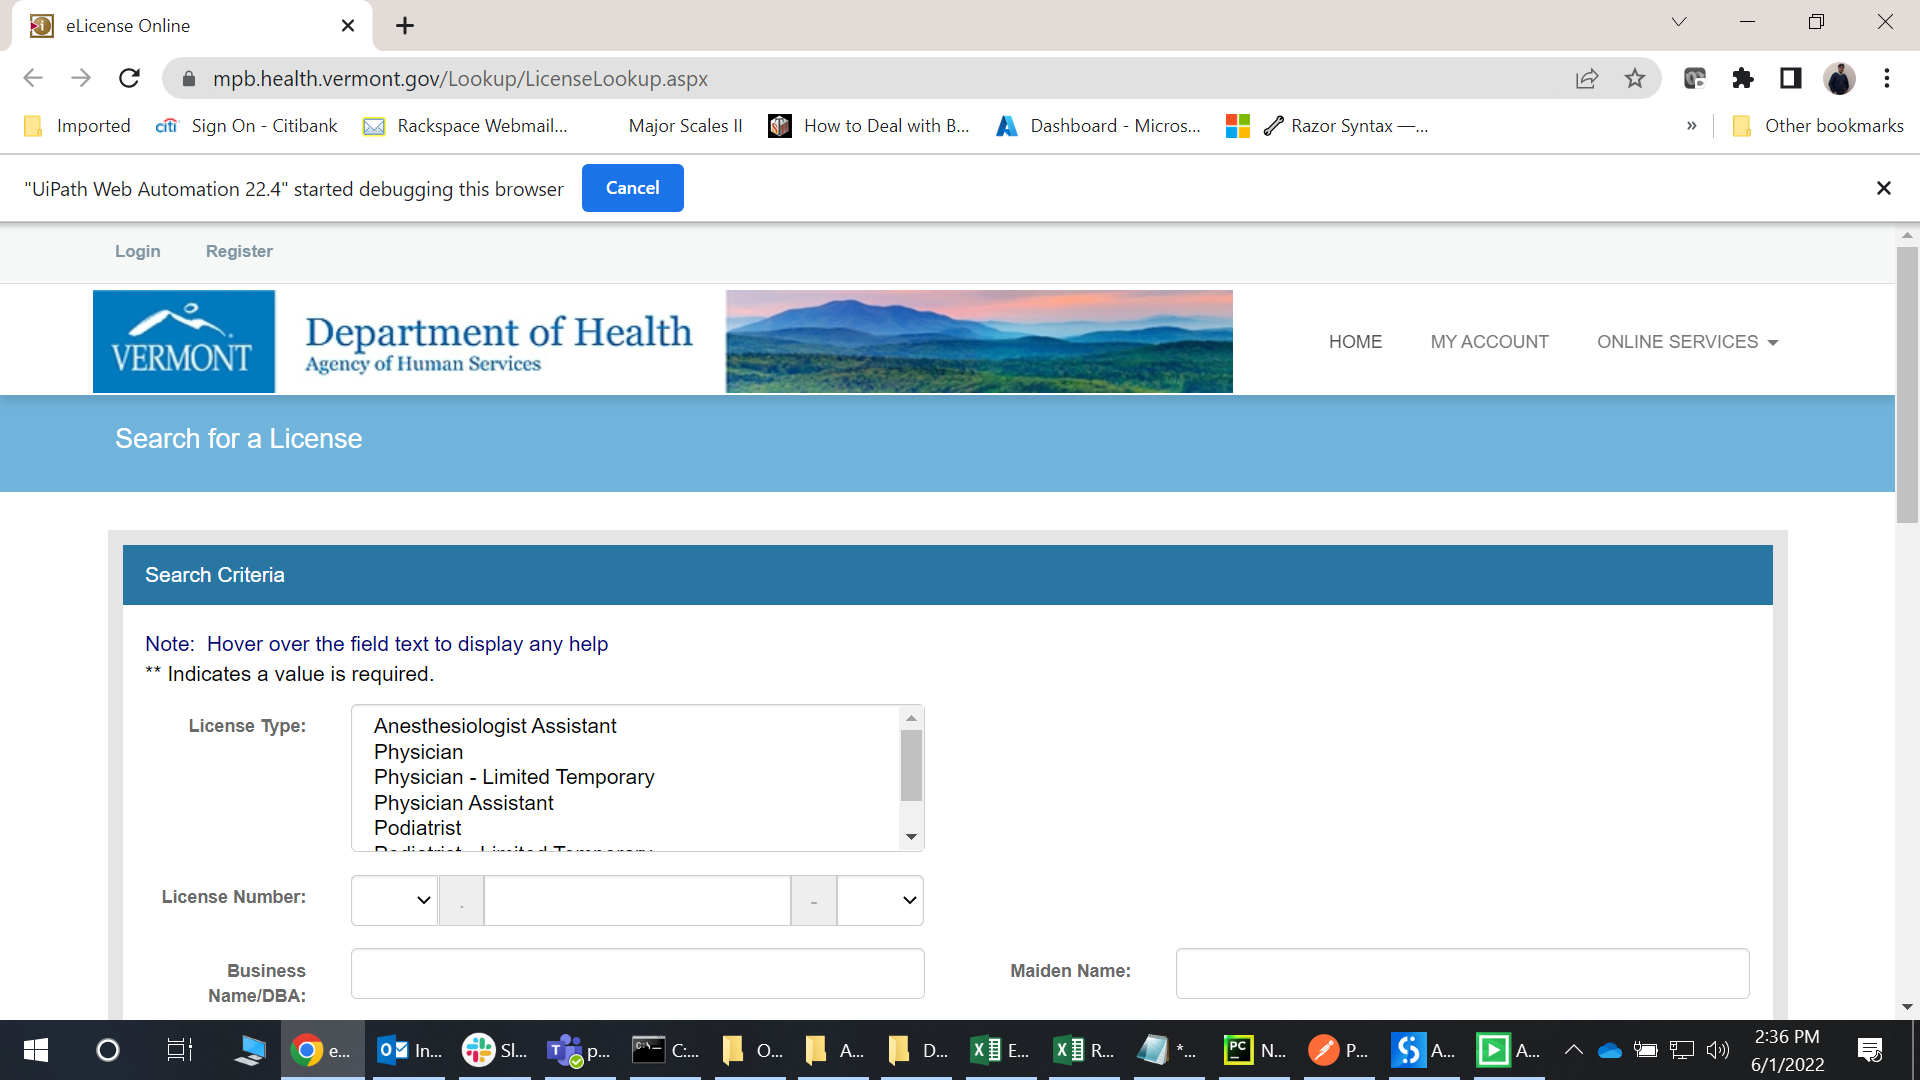 eLicense Online
mpb.health.vermont.gov/Lookup/LicenseLookup.aspx
Imported
citi Sign On - Citibank
Rackspace Webmail...
Major Scales II
How to Deal with B...
Dashboard - Micros...
Razor Syntax —...
»
Other bookmarks
"UiPath Web Automation 22.4" started debugging this browser
Cancel
Login Register
VERMONT
Department of Health
Agency of Human Services
HOME MY ACCOUNT ONLINE SERVICES
Search for a License
Search Criteria
Note: Hover over the field text to display any help
** Indicates a value is required.
License Type:
Anesthesiologist Assistant
Physician
Physician - Limited Temporary
Physician Assistant
Podiatrist
Podiatrist - Limited Temporary
License Number:
. -
Business
Name/DBA:
Maiden Name:
e... In... Sl... p... C:... O... A... D... E... R... *... N... P... A... A...
2:36 PM
6/1/2022